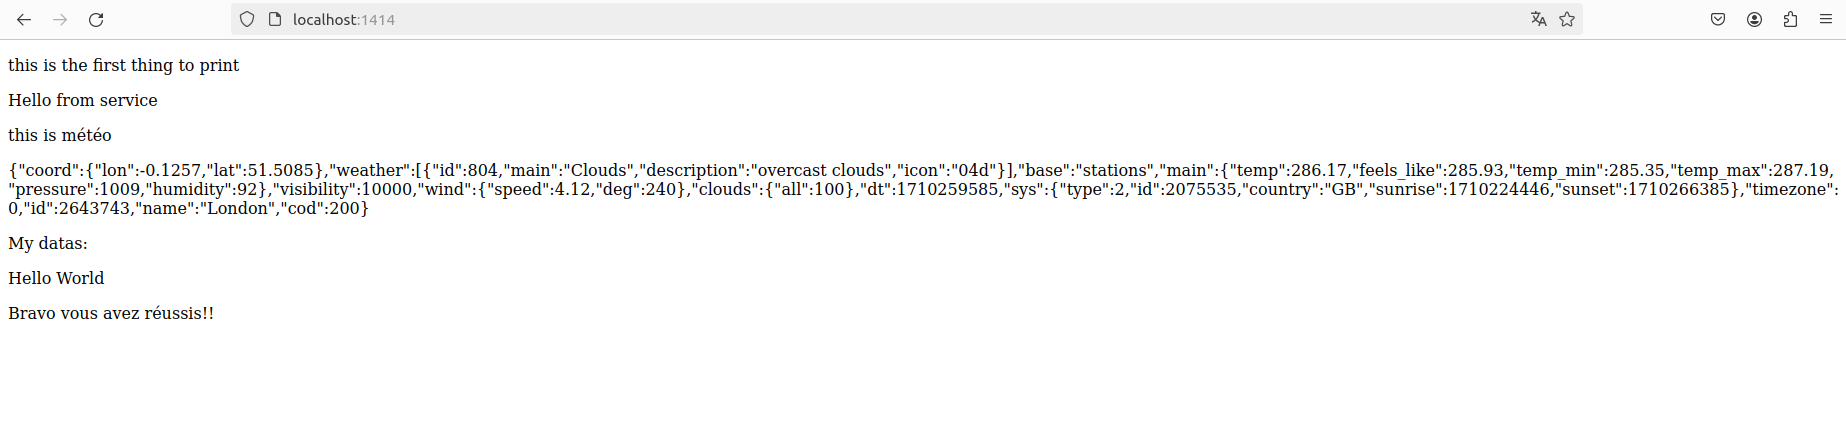 localhost:1414
this is the first thing to print
Hello from service
this is météo
{"coord":{"lon":-0.1257,"lat":51.5085},"weather":[{"id":804,"main":"Clouds","description":"overcast clouds","icon":"04d"}],"base":"stations","main":{"temp":286.17,"feels_like":285.93,"temp_min":285.35,"temp_max":287.19,
"pressure":1009,"humidity":92},"visibility":10000,"wind":{"speed":4.12,"deg":240},"clouds":{"all":100},"dt":1710259585,"sys":{"type":2,"id":2075535,"country":"GB","sunrise":1710224446,"sunset":1710266385},"timezone":
0,"id":2643743,"name":"London","cod":200}
My datas:
Hello World
Bravo vous avez réussis!!